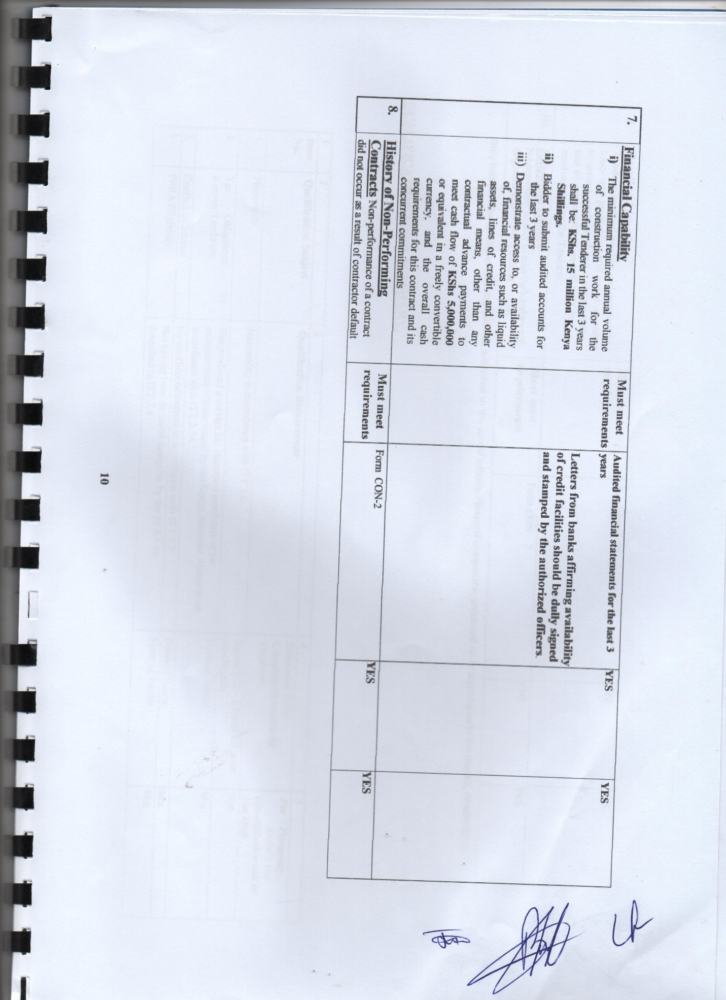 7.
Financial Capability
i) The minimum required annual volume
of construction work for the
successful Tenderer in the last 3 years
shall be: KShs. 15 million Kenya
Shillings.
ii) Bidder to submit audited accounts for
the last 3 years
iii) Demonstrate access to, or availability
of, financial resources such as liquid
assets, lines of credit, and other
financial means, other than any
contractual advance payments to
meet cash flow of KShs 5,000,000
or equivalent in a freely convertible
currency, and the overall cash
requirements for this contract and its
concurrent commitments
Must meet
requirements
Audited financial statements for the last 3
years
Letters from banks affirming availability
of credit facilities should be dully signed
and stamped by the authorized officers.
YES
YES
8.
History of Non-Performing
Contracts Non-performance of a contract
did not occur as a result of contractor default
Must meet
requirements
Form CON-2
YES
YES
10